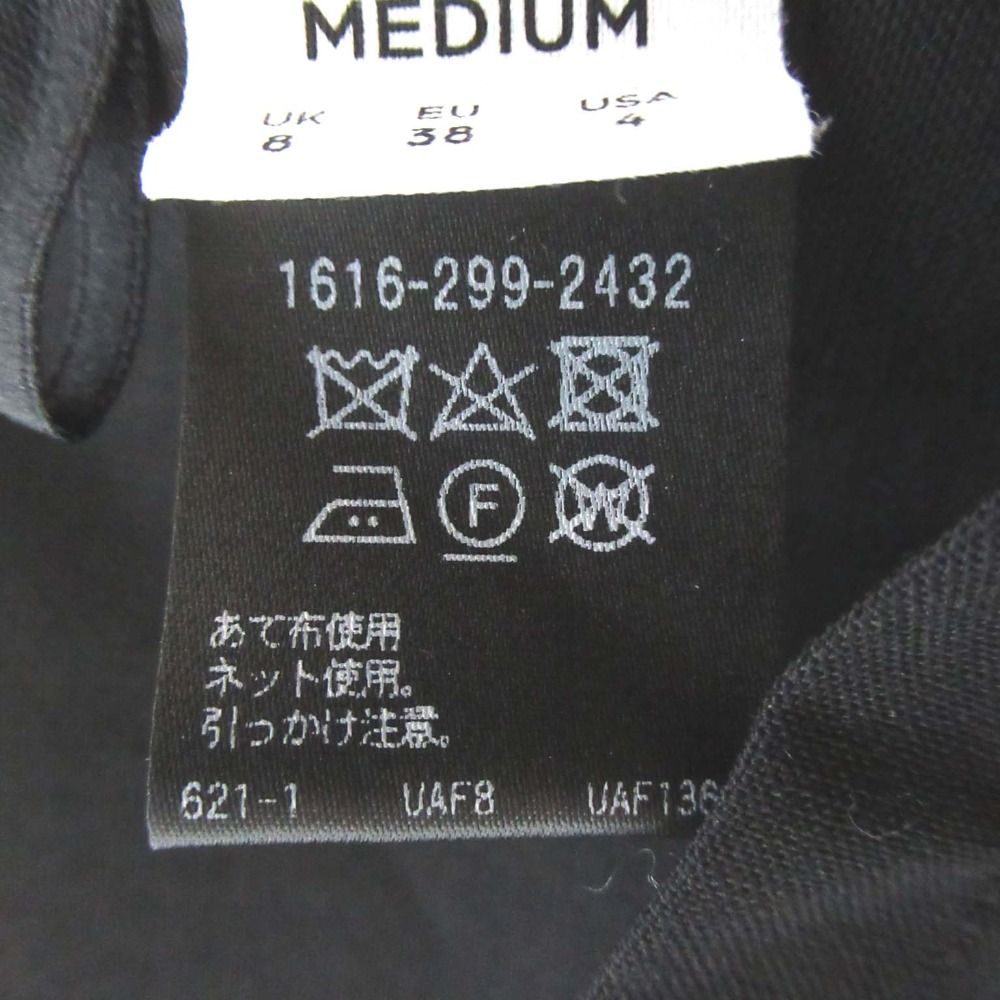 MEDIUM
UK EU USA
8 38 4
1616-299-2432
F W
あて布使用
ネット使用。
引っかけ注意。
621-1 UAF8 UAF136